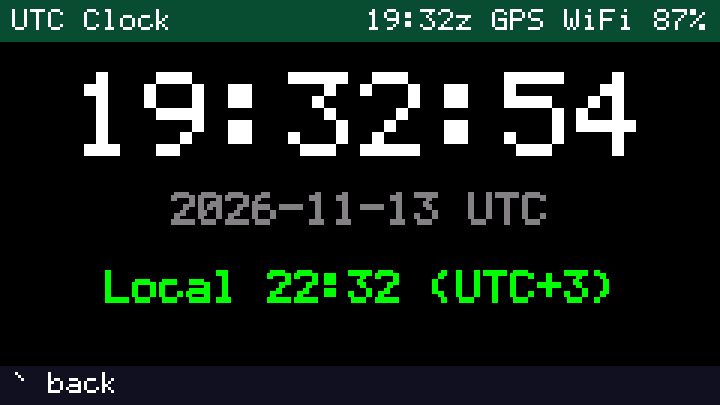 UTC Clock 19:32z GPS WiFi 87%
19:32:54
2026-11-13 UTC
Local 22:32 (UTC+3)
` back